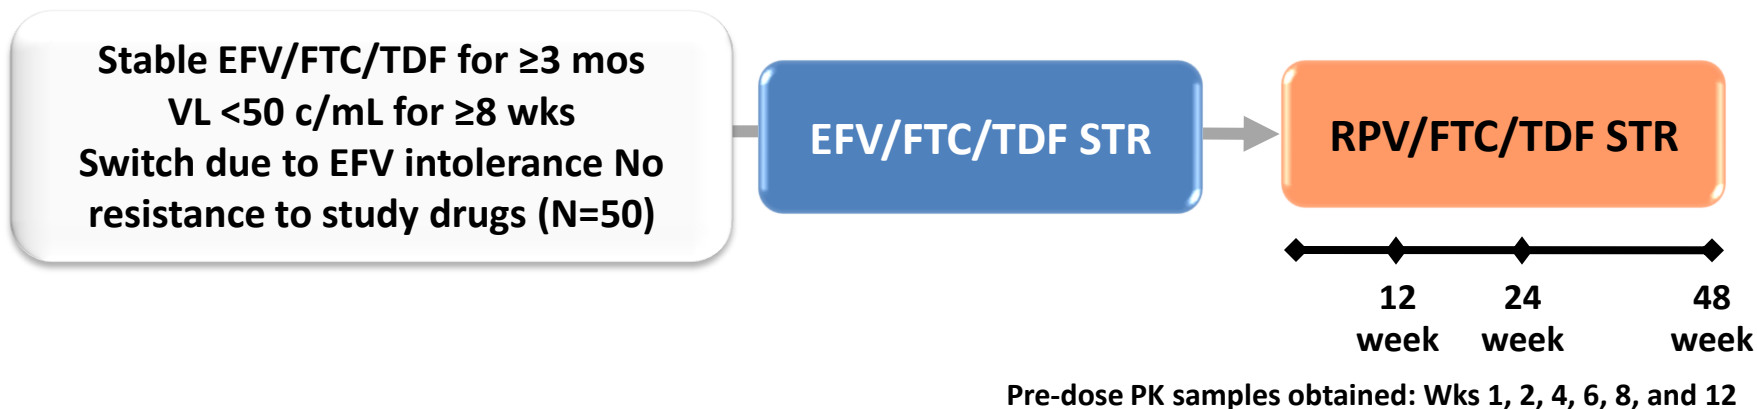 Stable EFV/FTC/TDF for ≥3 mos
VL <50 c/mL for ≥8 wks
Switch due to EFV intolerance No
resistance to study drugs (N=50)
EFV/FTC/TDF STR
RPV/FTC/TDF STR
12 week
24 week
48 week
Pre-dose PK samples obtained: Wks 1, 2, 4, 6, 8, and 12